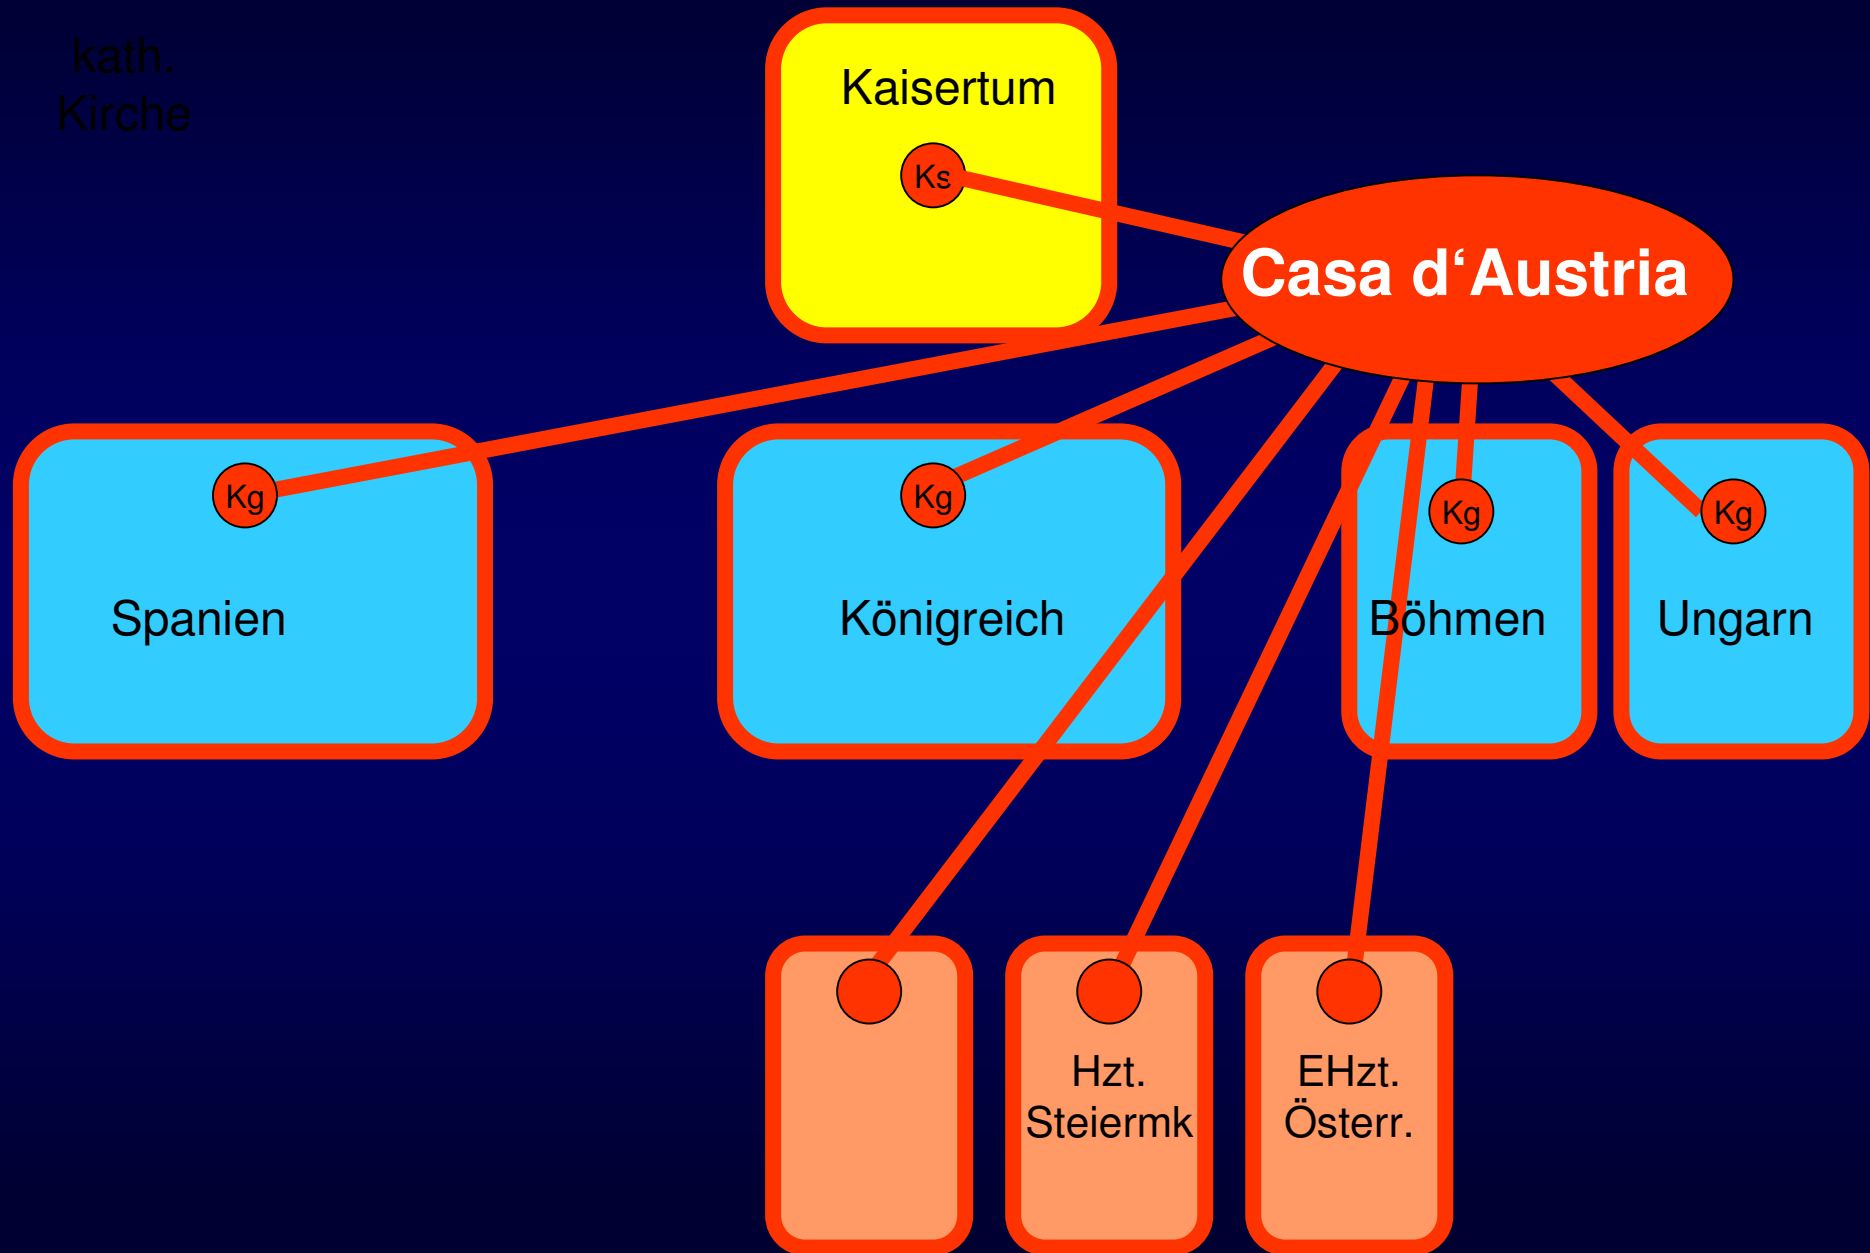 kath.
Kirche
Kaisertum
Ks
Casa d‘Austria
Kg
Kg
Kg
Kg
Spanien
Königreich
Böhmen
Ungarn
Hzt.
Steiermk
EHzt.
Österr.